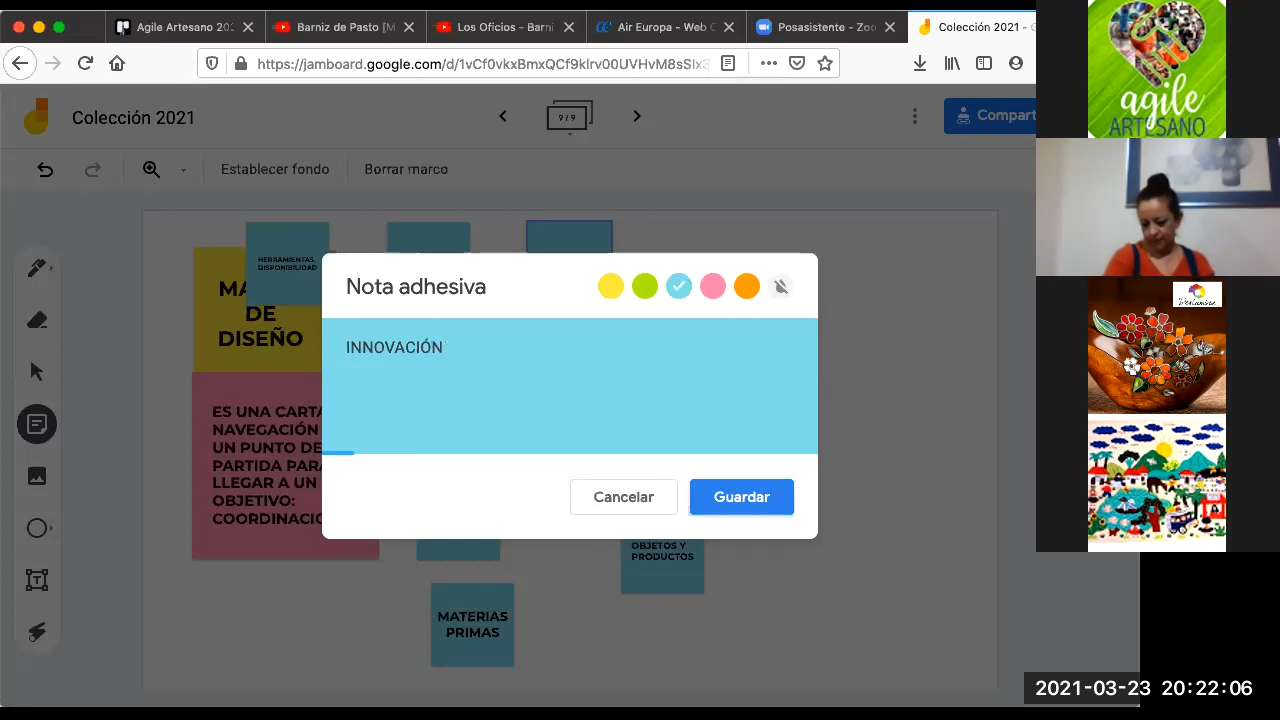 Agile Artesano 202
Barniz de Pasto [M
Los Oficios - Barni
Air Europa - Web C
Posasistente - Zoo
Colección 2021 - G
https://jamboard.google.com/d/1vCf0vkxBmxQCf9klrv00UVHvM8sSlx3
Colección 2021
9 / 9
Compart
Establecer fondo
Borrar marco
HERRAMIENTAS.
DISPONIBILIDAD
MA
DE
DISEÑO
ES UNA CARTA
NAVEGACIÓN
UN PUNTO DE
PARTIDA PARA
LLEGAR A UN
OBJETIVO:
COORDINACIO
Nota adhesiva
INNOVACIÓN
Cancelar
Guardar
OBJETOS Y
PRODUCTOS
MATERIAS
PRIMAS
agile
ARTESANO
2021-03-23 20:22:06